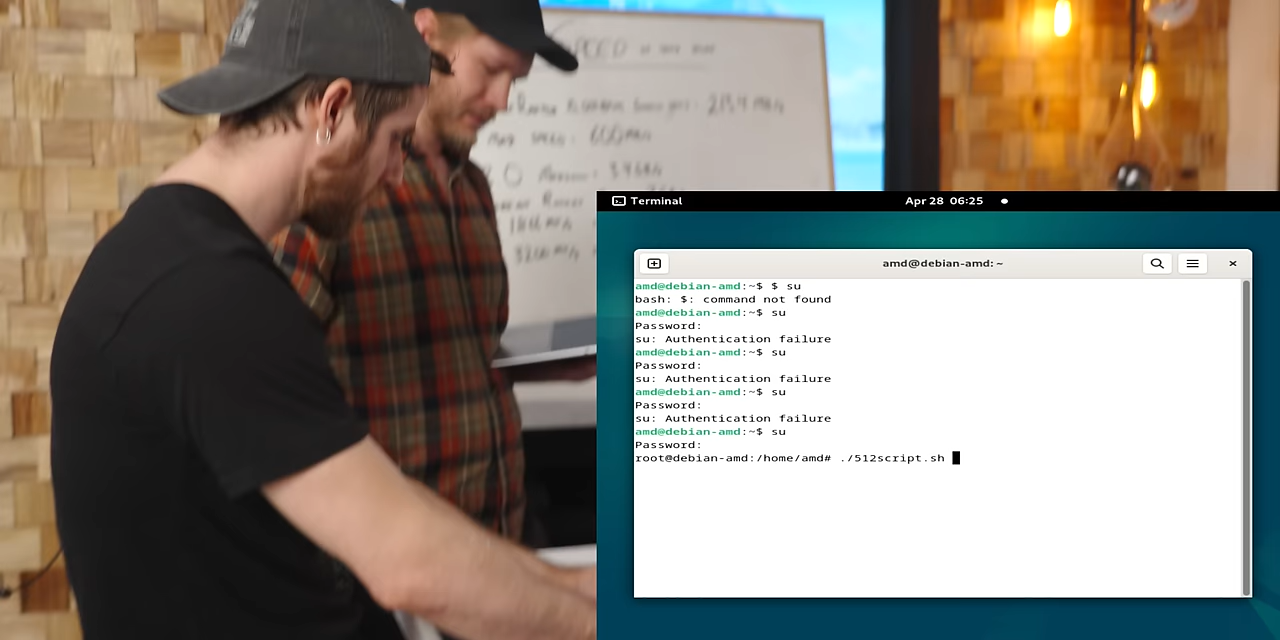 SPEED
600
Terminal
Apr 28 06:25
amd@debian-amd: ~
amd@debian-amd:~$ $ su
bash: $: command not found
amd@debian-amd:~$ su
Password:
su: Authentication failure
amd@debian-amd:~$ su
Password:
su: Authentication failure
amd@debian-amd:~$ su
Password:
su: Authentication failure
amd@debian-amd:~$ su
Password:
root@debian-amd:/home/amd# ./512script.sh